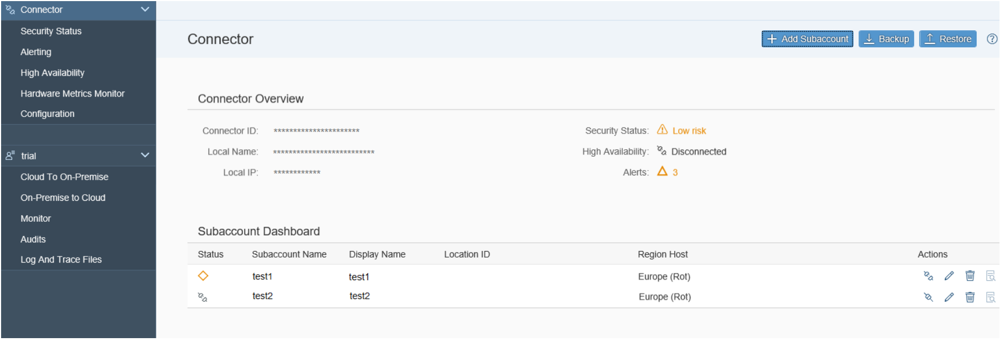 Connector
Security Status
Alerting
High Availability
Hardware Metrics Monitor
Configuration
trial
Cloud To On-Premise
On-Premise to Cloud
Monitor
Audits
Log And Trace Files
Connector
Add Subaccount Backup Restore ?
Connector Overview
Connector ID: **********************
Local Name: **************************
Local IP: ************
Security Status: Low risk
High Availability: Disconnected
Alerts: 3
Subaccount Dashboard
Status Subaccount Name Display Name Location ID Region Host Actions
test1 test1 Europe (Rot)
test2 test2 Europe (Rot)